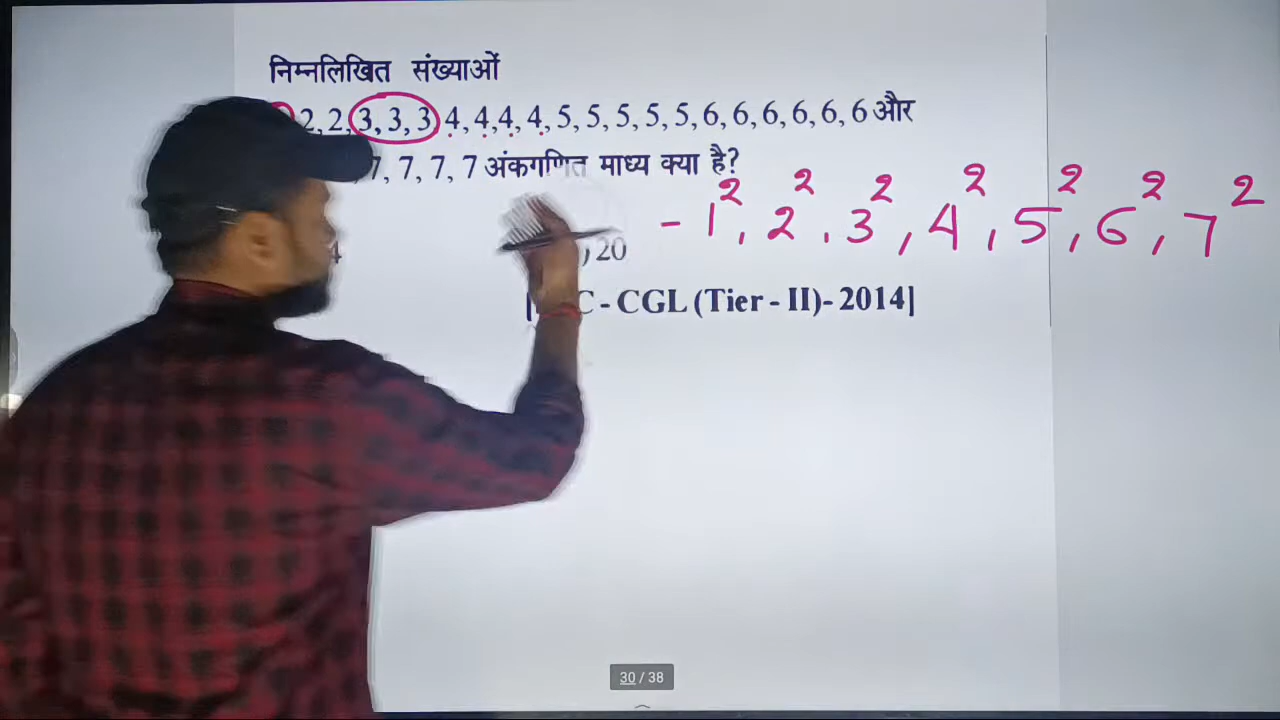 निम्नलिखित संख्याओं
2, 2, 3, 3, 3, 4, 4, 4, 4, 5, 5, 5, 5, 5, 6, 6, 6, 6, 6, 6 और
7, 7, 7, 7 अंकगणित माध्य क्या है?
- 1², 2², 3², 4², 5², 6², 7²
4 20
C - CGL (Tier - II)- 2014]
30 / 38